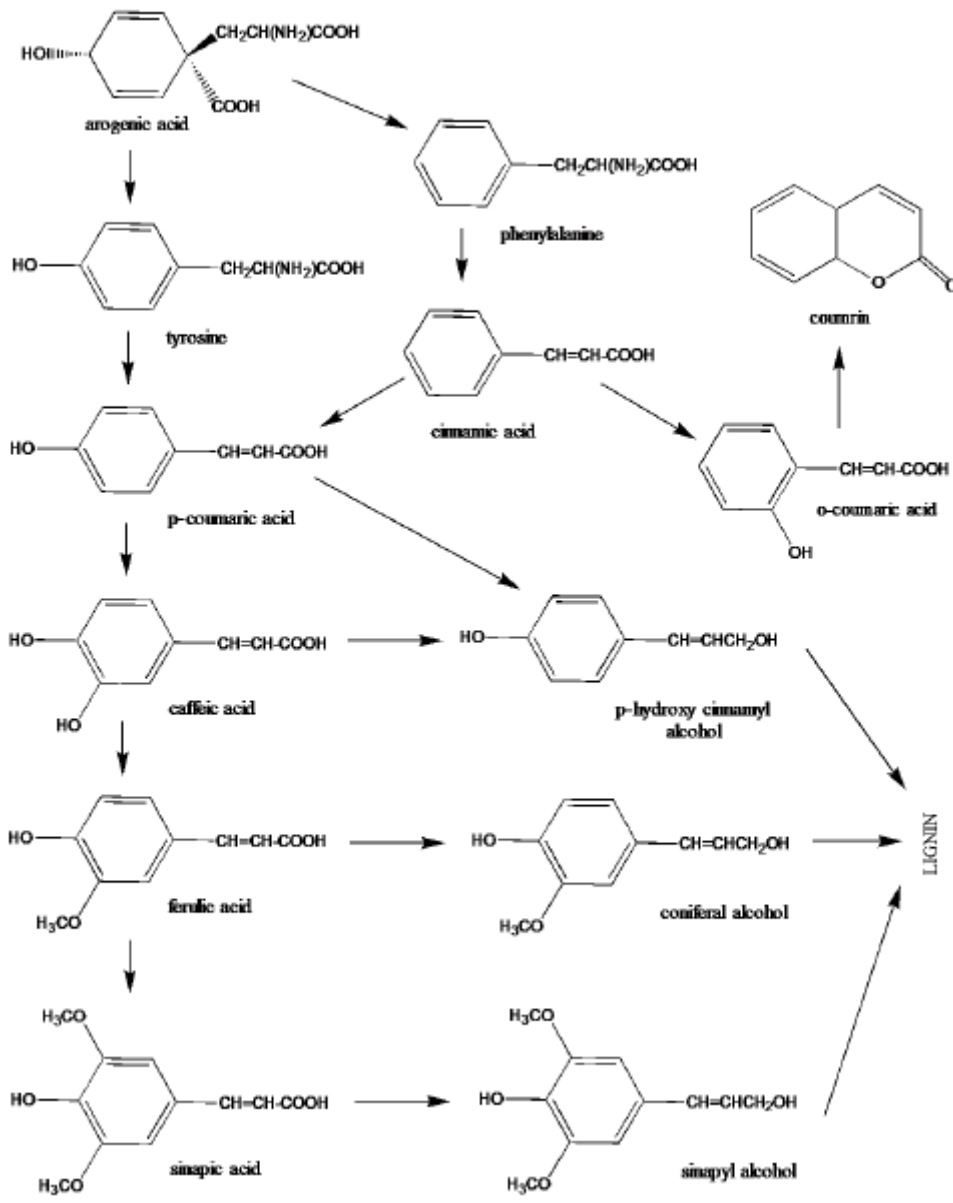 CH₂CH(NH₂)COOH
HO
COOH
arogenic acid
CH₂CH(NH₂)COOH
phenylalanine
HO
CH₂CH(NH₂)COOH
tyrosine
O
O
coumrin
CH=CH-COOH
cinnamic acid
HO
CH=CH-COOH
p-coumaric acid
CH=CH-COOH
o-coumaric acid
OH
HO
CH=CH-COOH
HO
caffeic acid
HO
CH=CHCH₂OH
p-hydroxy cinnamyl
alcohol
HO
CH=CH-COOH
H₃CO
ferulic acid
HO
CH=CHCH₂OH
H₃CO
coniferal alcohol
LIGNIN
H₃CO
HO
CH=CH-COOH
H₃CO
sinapic acid
H₃CO
HO
CH=CHCH₂OH
H₃CO
sinapyl alcohol